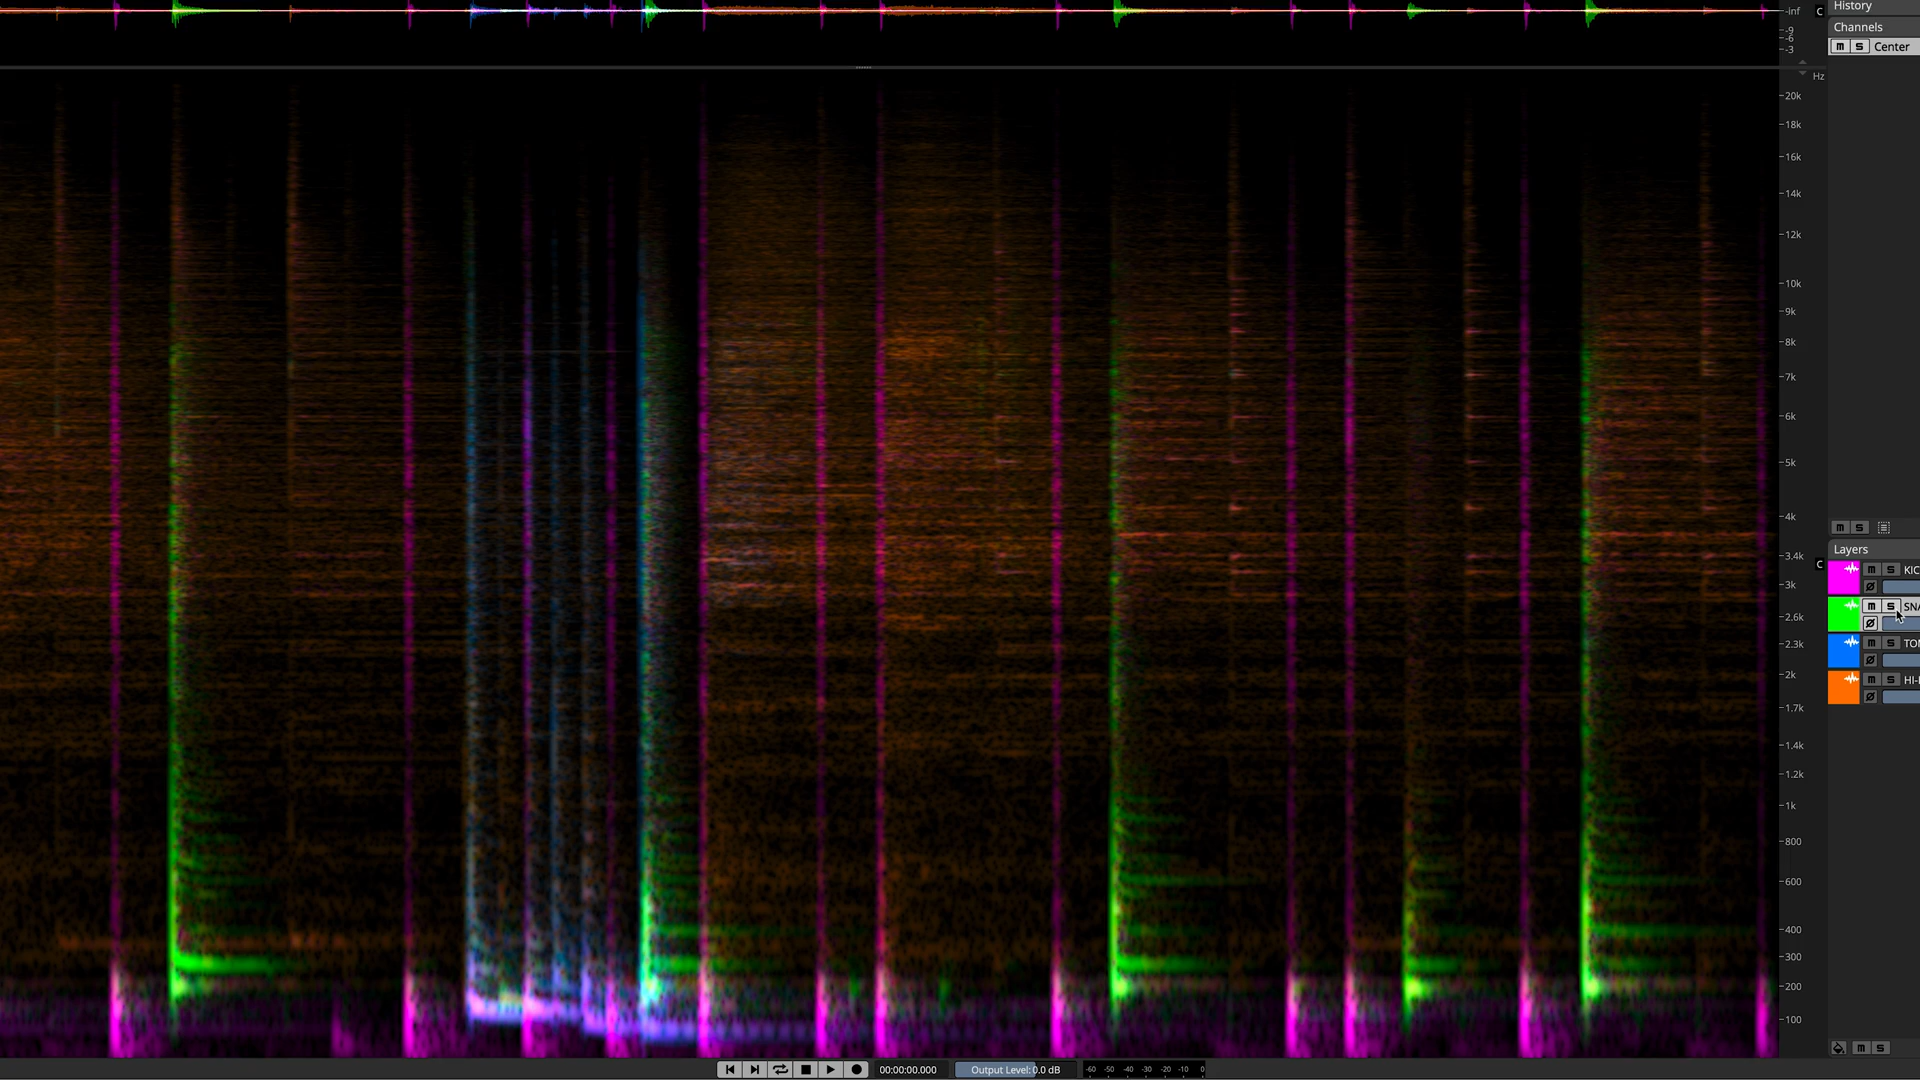 History
-inf C
Channels
-9
-6
m S Center
-3
Hz
20k
18k
16k
14k
12k
10k
9k
8k
7k
6k
5k
4k
m S
Layers
3.4k
C
m S KIC
3k
Ø
m S SNA
2.6k
Ø
2.3k
m S TO
Ø
2k
m S HI-
Ø
1.7k
1.4k
1.2k
1k
800
600
400
300
200
100
m S
00:00:00.000 Output Level: 0.0 dB -60 -50 -40 -30 -20 -10 0